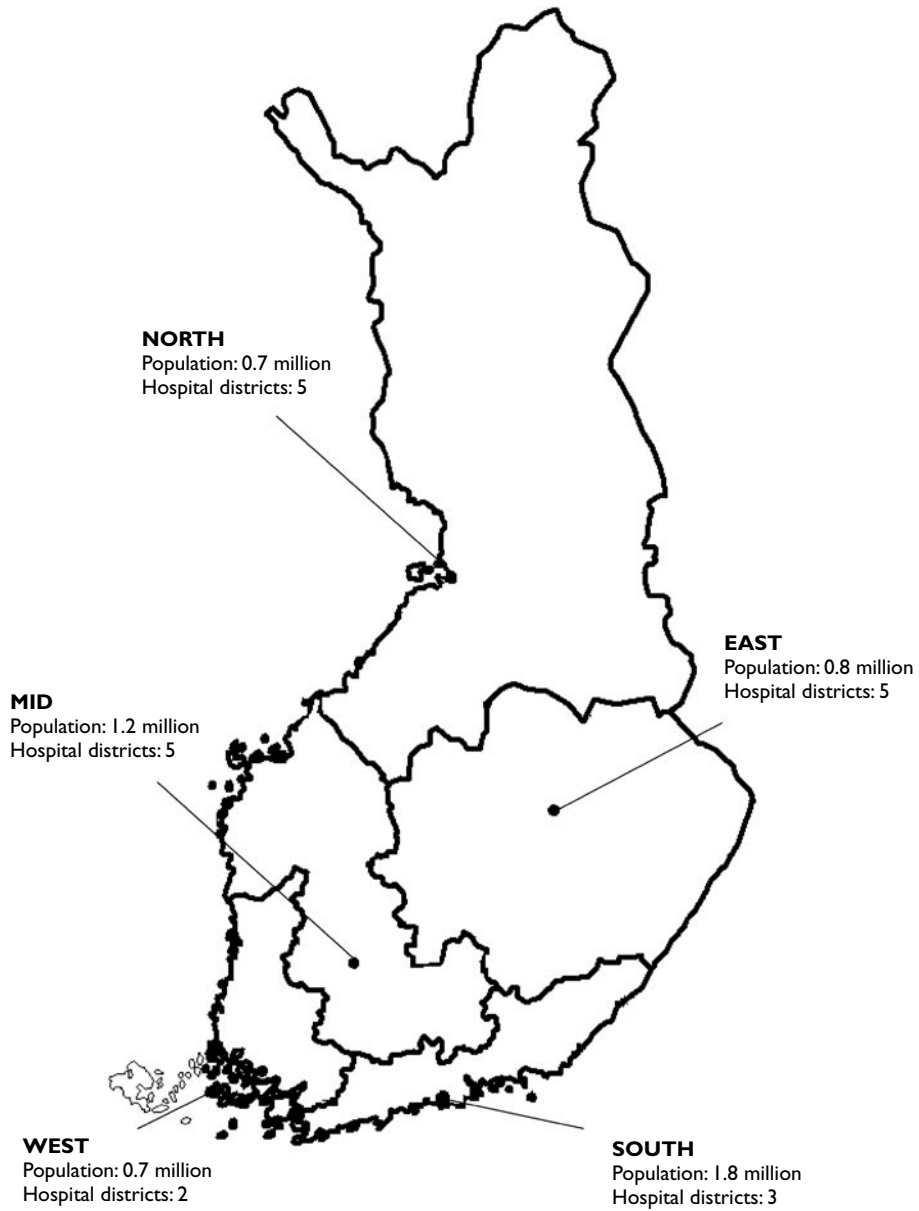 NORTH
Population: 0.7 million
Hospital districts: 5
EAST
Population: 0.8 million
Hospital districts: 5
MID
Population: 1.2 million
Hospital districts: 5
WEST
Population: 0.7 million
Hospital districts: 2
SOUTH
Population: 1.8 million
Hospital districts: 3